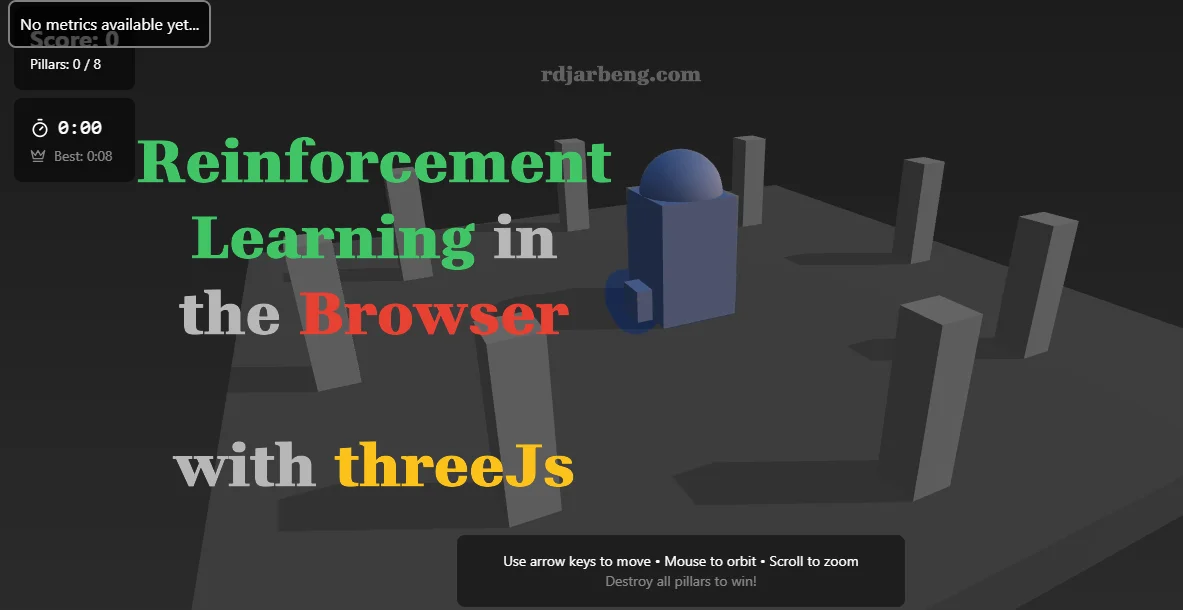 No metrics available yet...
Score: 0
Pillars: 0 / 8
0:00
Best: 0:08
rdjarbeng.com
Reinforcement
Learning in
the Browser
with threeJs
Use arrow keys to move • Mouse to orbit • Scroll to zoom
Destroy all pillars to win!